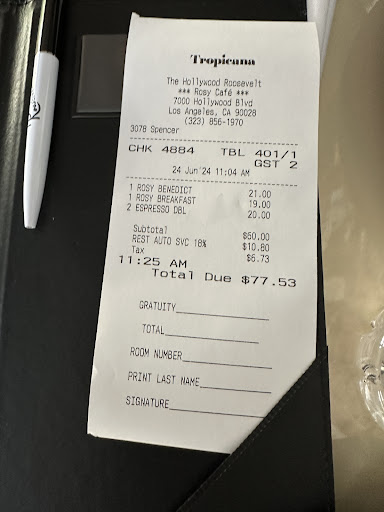 Tropicana
The Hollywood Roosevelt
*** Rosy Café ***
7000 Hollywood Blvd
Los Angeles, CA 90028
(323) 856-1970
3078 Spencer
CHK 4884 TBL 401/1
GST 2
24 Jun'24 11:04 AM
1 ROSY BENEDICT 21.00
1 ROSY BREAKFAST 19.00
2 ESPRESSO DBL 20.00
Subtotal $60.00
REST AUTO SVC 18% $10.80
Tax $6.73
11:25 AM
Total Due $77.53
GRATUITY
TOTAL
ROOM NUMBER
PRINT LAST NAME
SIGNATURE